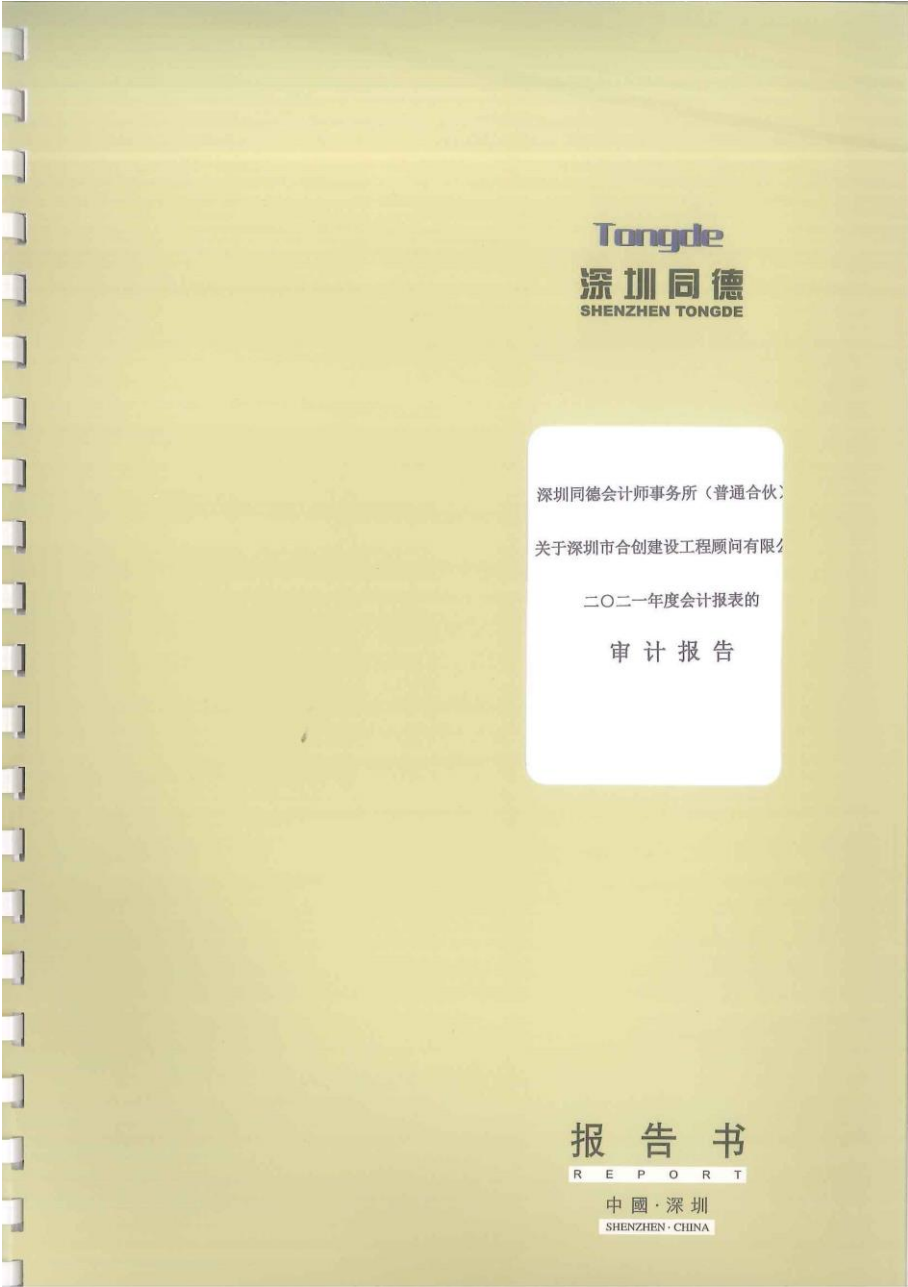 Tongde
深圳同德
SHENZHEN TONGDE
深圳同德会计师事务所（普通合伙）
关于深圳市合创建设工程顾问有限公
二〇二一年度会计报表的
审计报告
报告书
REPORT
中國·深圳
SHENZHEN·CHINA